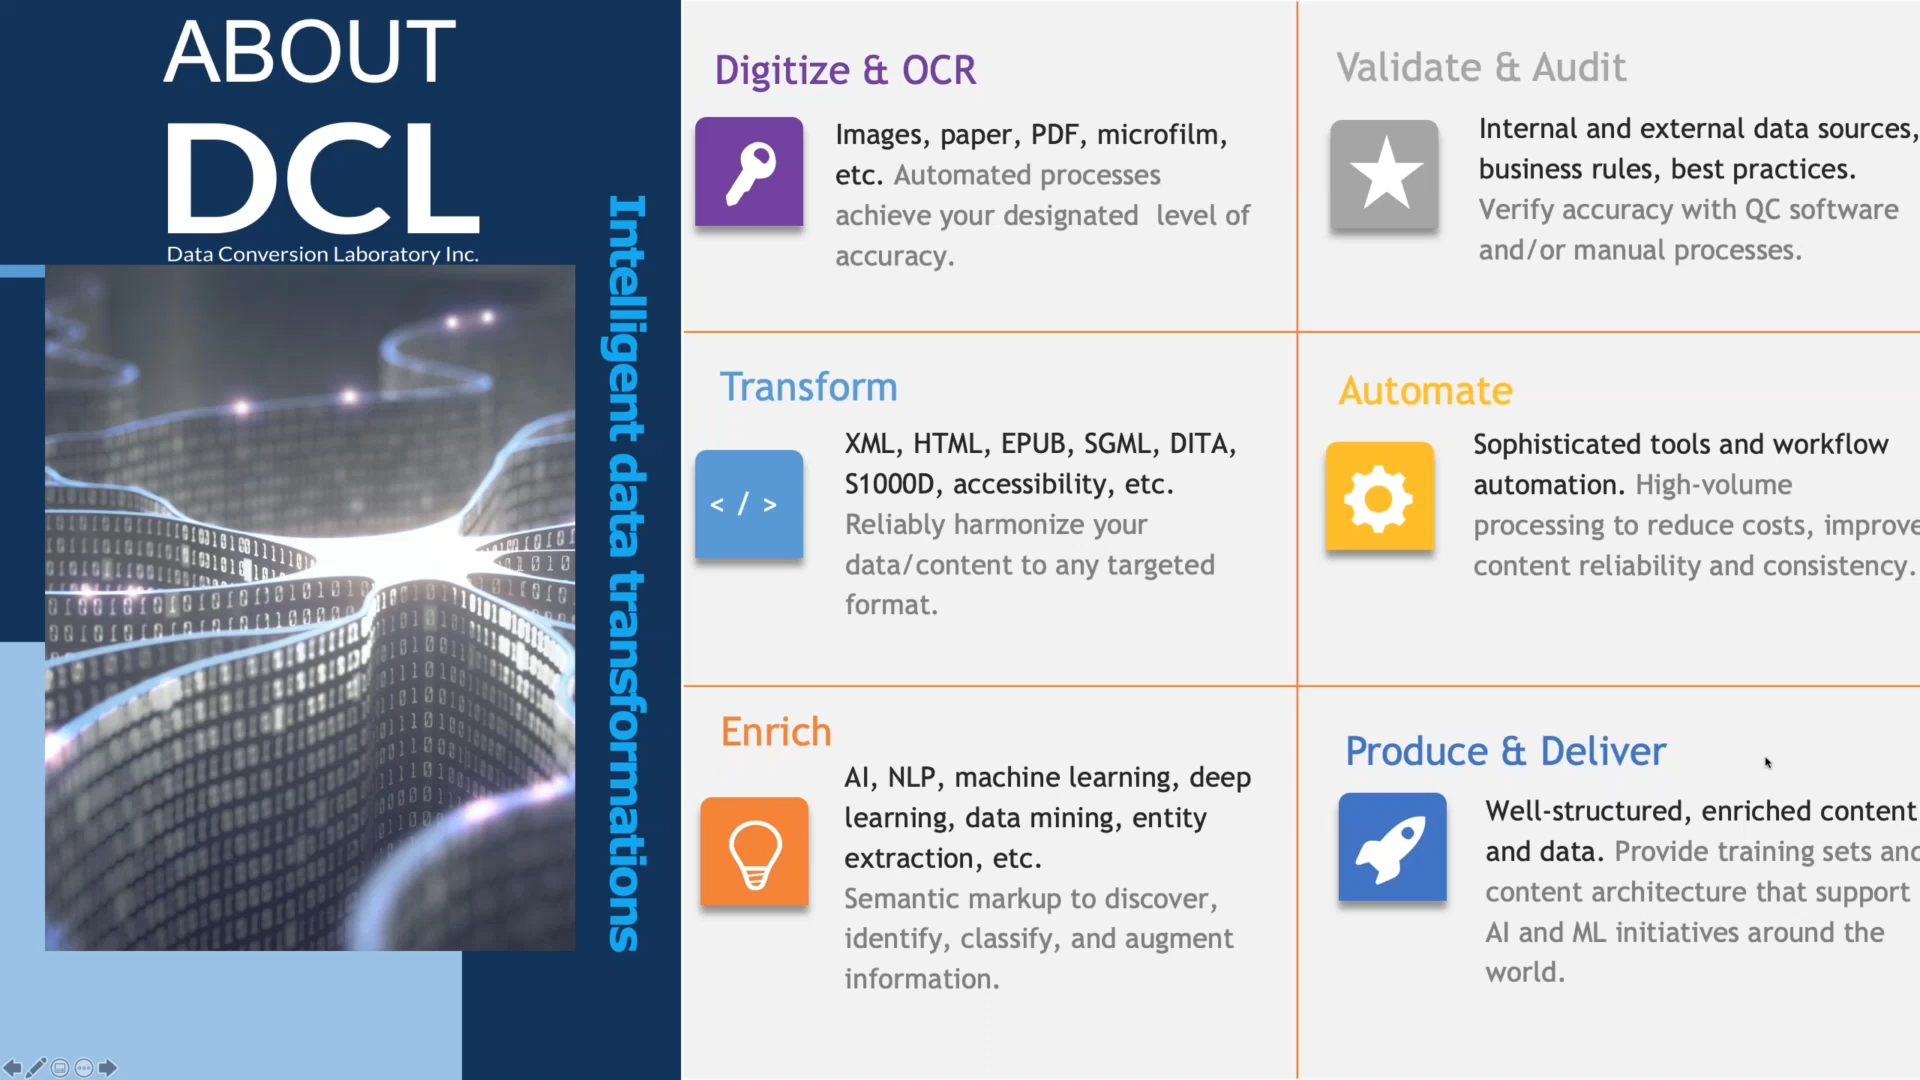 ABOUT
DCL
Data Conversion Laboratory Inc.
Intelligent data transformations
Digitize & OCR
Images, paper, PDF, microfilm,
etc. Automated processes
achieve your designated  level of
accuracy.
Validate & Audit
Internal and external data sources,
business rules, best practices.
Verify accuracy with QC software
and/or manual processes.
Transform
</>
XML, HTML, EPUB, SGML, DITA,
S1000D, accessibility, etc.
Reliably harmonize your
data/content to any targeted
format.
Automate
Sophisticated tools and workflow
automation. High-volume
processing to reduce costs, improve
content reliability and consistency.
Enrich
AI, NLP, machine learning, deep
learning, data mining, entity
extraction, etc.
Semantic markup to discover,
identify, classify, and augment
information.
Produce & Deliver
Well-structured, enriched content
and data. Provide training sets and
content architecture that support
AI and ML initiatives around the
world.